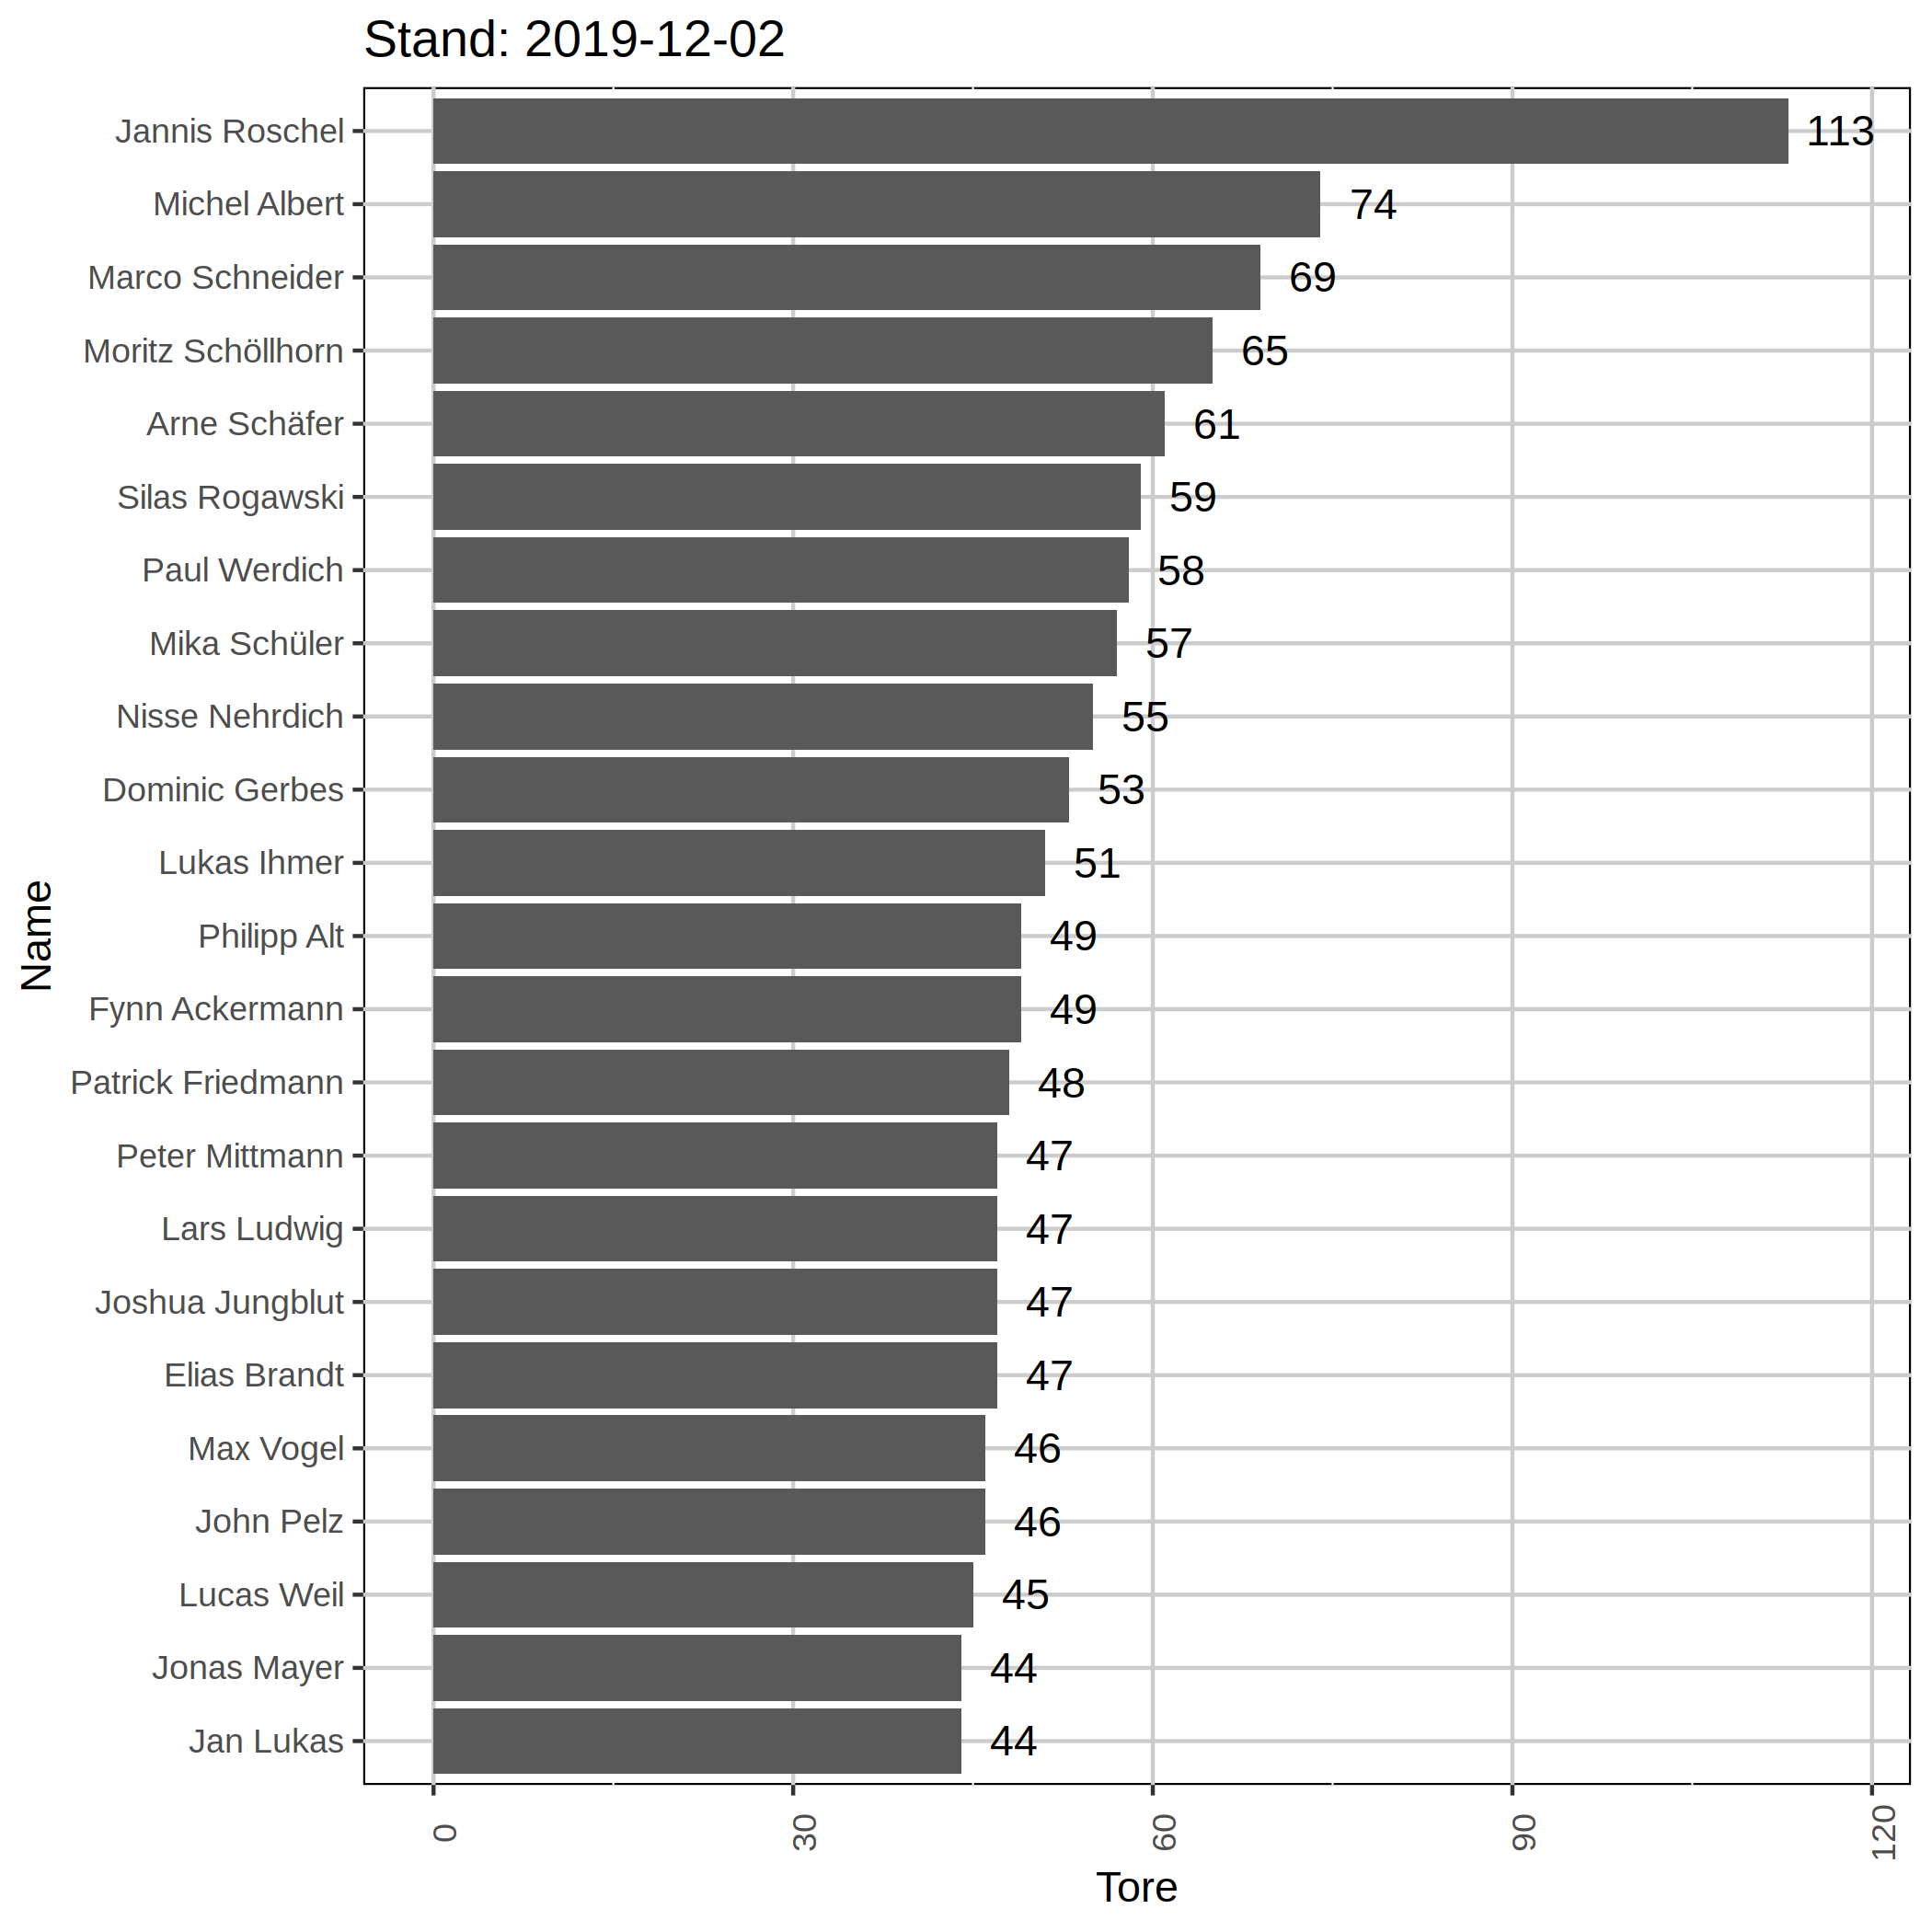 Stand: 2019-12-02
Jannis Roschel 113
Michel Albert 74
Marco Schneider 69
Moritz Schöllhorn 65
Arne Schäfer 61
Silas Rogawski 59
Paul Werdich 58
Mika Schüler 57
Nisse Nehrdich 55
Dominic Gerbes 53
Lukas Ihmer 51
Philipp Alt 49
Fynn Ackermann 49
Patrick Friedmann 48
Peter Mittmann 47
Lars Ludwig 47
Joshua Jungblut 47
Elias Brandt 47
Max Vogel 46
John Pelz 46
Lucas Weil 45
Jonas Mayer 44
Jan Lukas 44
Name
0 30 60 90 120
Tore